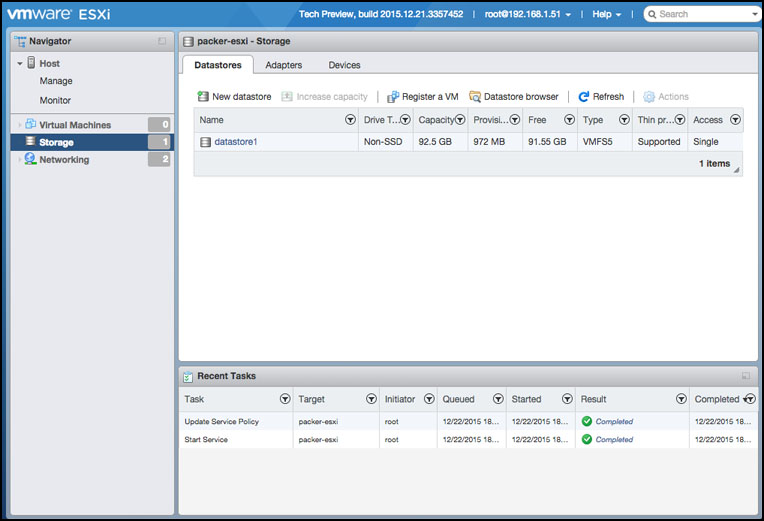 vmware® ESXi™
Tech Preview, build 2015.12.21.3357452 | root@192.168.1.51 | Help | Search
Navigator
Host
Manage
Monitor
Virtual Machines 0
Storage 1
Networking 2
packer-esxi - Storage
Datastores Adapters Devices
New datastore Increase capacity | Register a VM Datastore browser | Refresh | Actions
Name Drive T... Capacity Provisi... Free Type Thin pr... Access
datastore1 Non-SSD 92.5 GB 972 MB 91.55 GB VMFS5 Supported Single
1 items
Recent Tasks
Task Target Initiator Queued Started Result Completed
Update Service Policy packer-esxi root 12/22/2015 18... 12/22/2015 18... Completed 12/22/2015 18...
Start Service packer-esxi root 12/22/2015 18... 12/22/2015 18... Completed 12/22/2015 18...